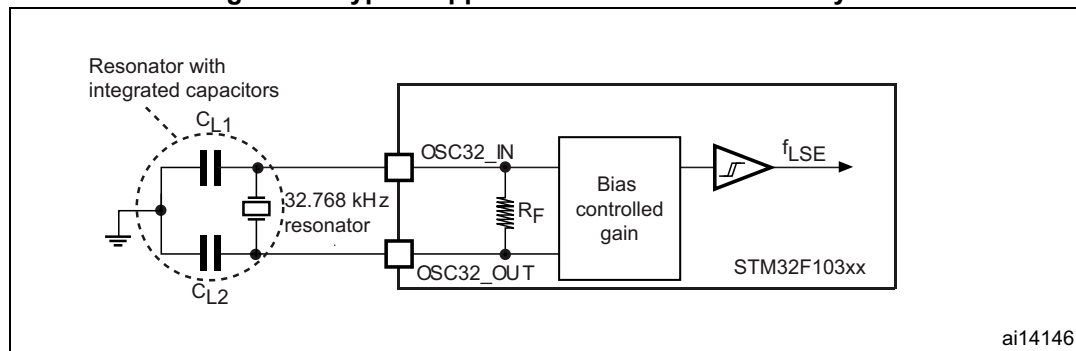 Resonator with
integrated capacitors
CL1
OSC32_IN
fLSE
32.768 kHz
resonator
RF
Bias
controlled
gain
OSC32_OUT
STM32F103xx
CL2
ai14146